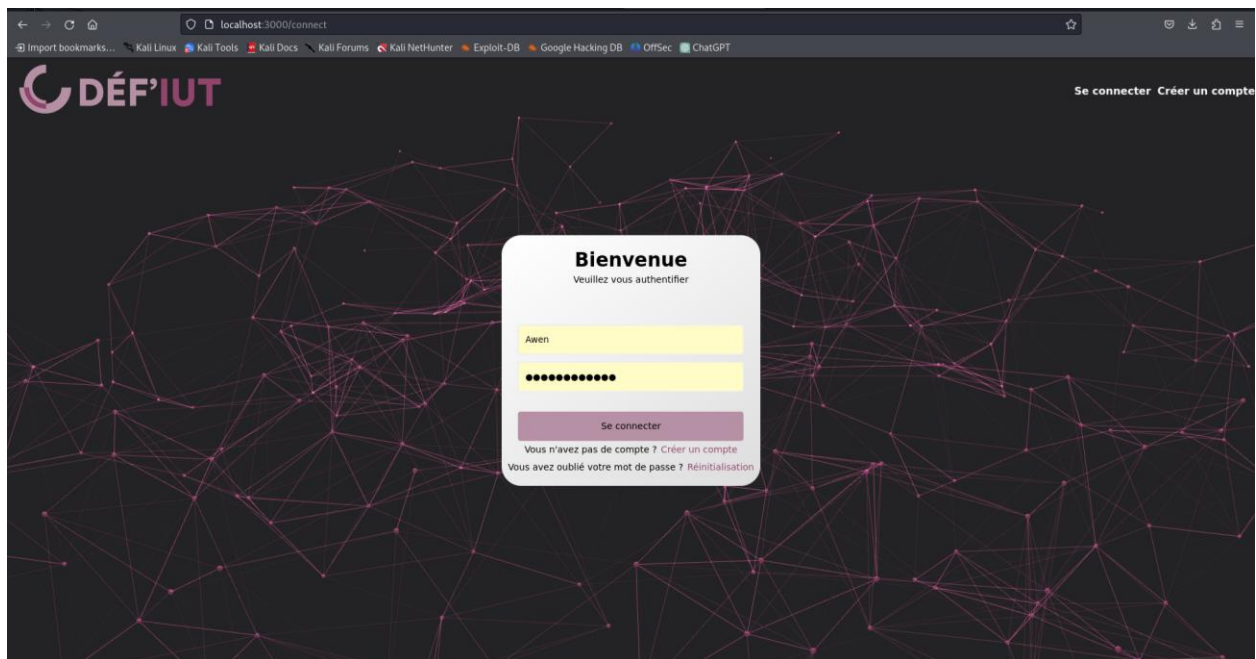 localhost:3000/connect
Import bookmarks... Kali Linux Kali Tools Kali Docs Kali Forums Kali NetHunter Exploit-DB Google Hacking DB OffSec ChatGPT
DÉF'IUT
Se connecter Créer un compte
Bienvenue
Veuillez vous authentifier
Awen
●●●●●●●●●●●●
Se connecter
Vous n'avez pas de compte ? Créer un compte
Vous avez oublié votre mot de passe ? Réinitialisation